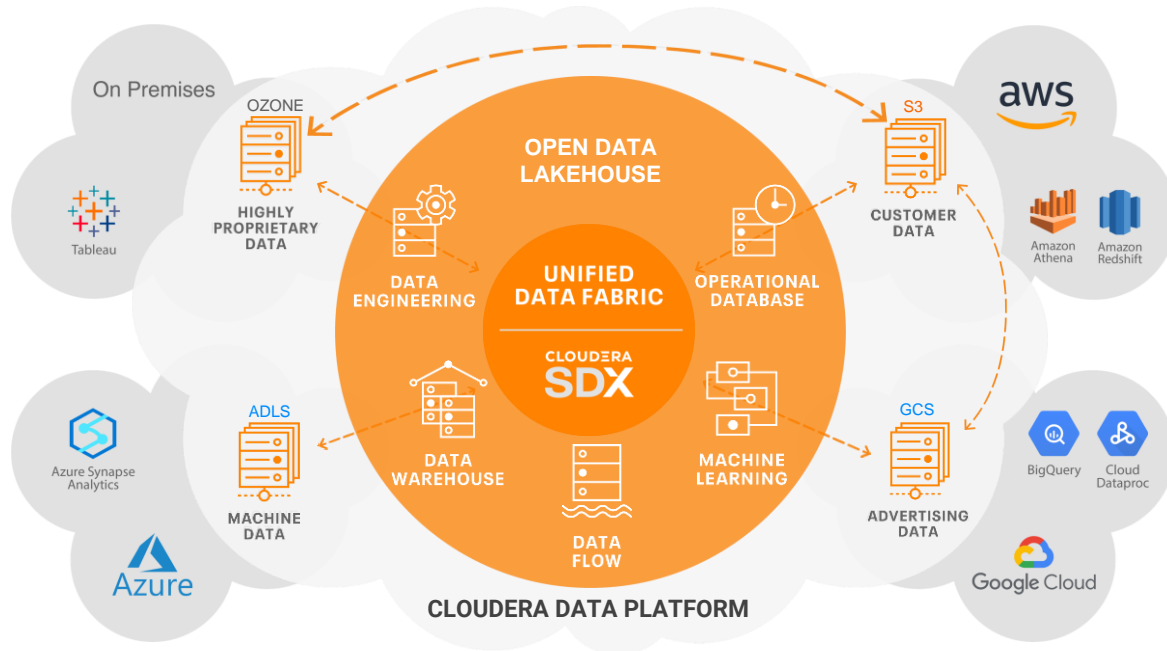 On Premises
OZONE
HIGHLY
PROPRIETARY
DATA
Tableau
OPEN DATA
LAKEHOUSE
S3
CUSTOMER
DATA
aws
Amazon
Athena
Amazon
Redshift
DATA
ENGINEERING
UNIFIED
DATA FABRIC
OPERATIONAL
DATABASE
CLOUDERA
SDX
ADLS
MACHINE
DATA
Azure Synapse
Analytics
Azure
DATA
WAREHOUSE
DATA
FLOW
MACHINE
LEARNING
GCS
ADVERTISING
DATA
BigQuery
Cloud
Dataproc
Google Cloud
CLOUDERA DATA PLATFORM